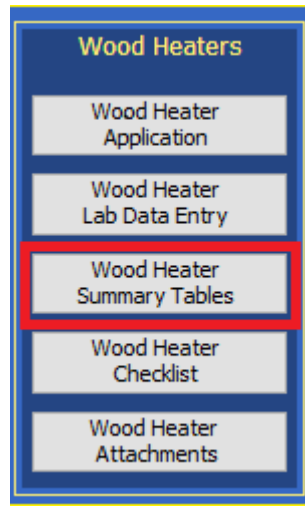 Wood Heaters
Wood Heater
Application
Wood Heater
Lab Data Entry
Wood Heater
Summary Tables
Wood Heater
Checklist
Wood Heater
Attachments